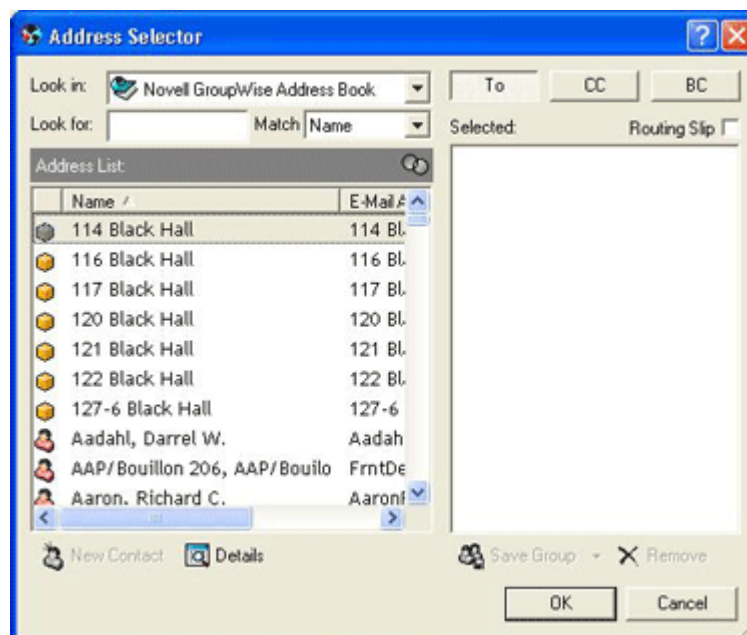 Address Selector
Look in: Novell GroupWise Address Book
To CC BC
Look for: Match Name
Selected: Routing Slip
Address List:
Name E-Mail A
114 Black Hall 114 Bl
116 Black Hall 116 Bl
117 Black Hall 117 Bl
120 Black Hall 120 Bl
121 Black Hall 121 Bl
122 Black Hall 122 Bl
127-6 Black Hall 127-6
Aadahl, Darrel W. Aadah
AAP/Bouillon 206, AAP/Bouilo FrntDe
Aaron, Richard C. Aaronf
New Contact Details Save Group Remove
OK Cancel